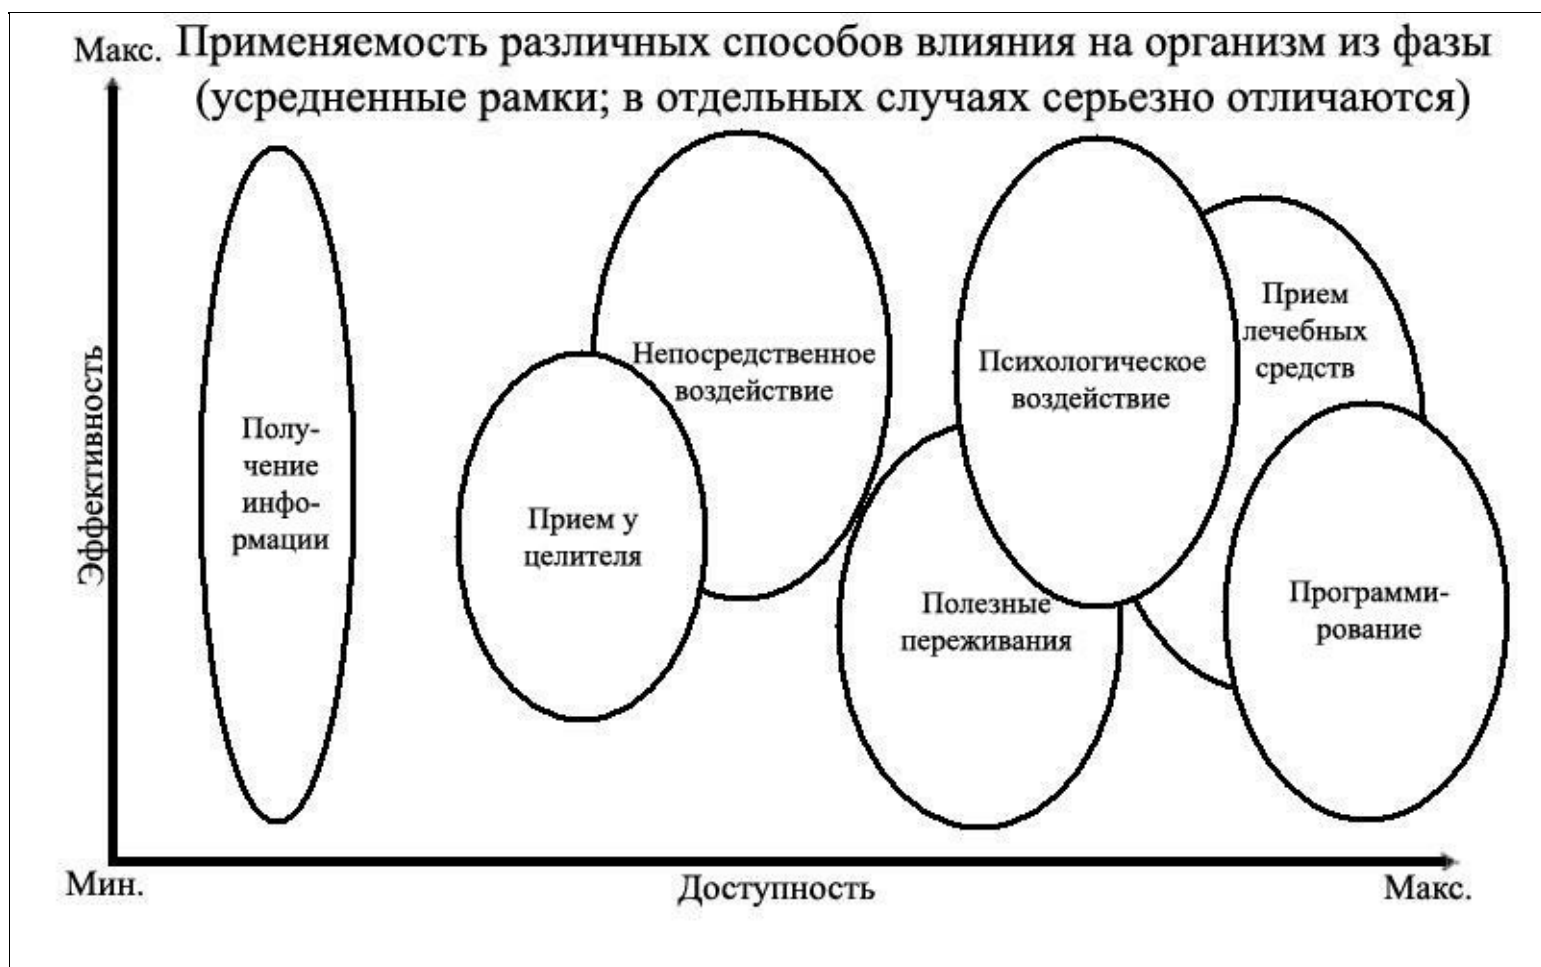 Макс. Применяемость различных способов влияния на организм из фазы
(усредненные рамки; в отдельных случаях серьезно отличаются)
Эффективность
Полу-
чение
инфо-
рмации
Прием у
целителя
Непосредственное
воздействие
Полезные
переживания
Психологическое
воздействие
Прием
лечебных
средств
Программи-
рование
Мин.
Доступность
Макс.